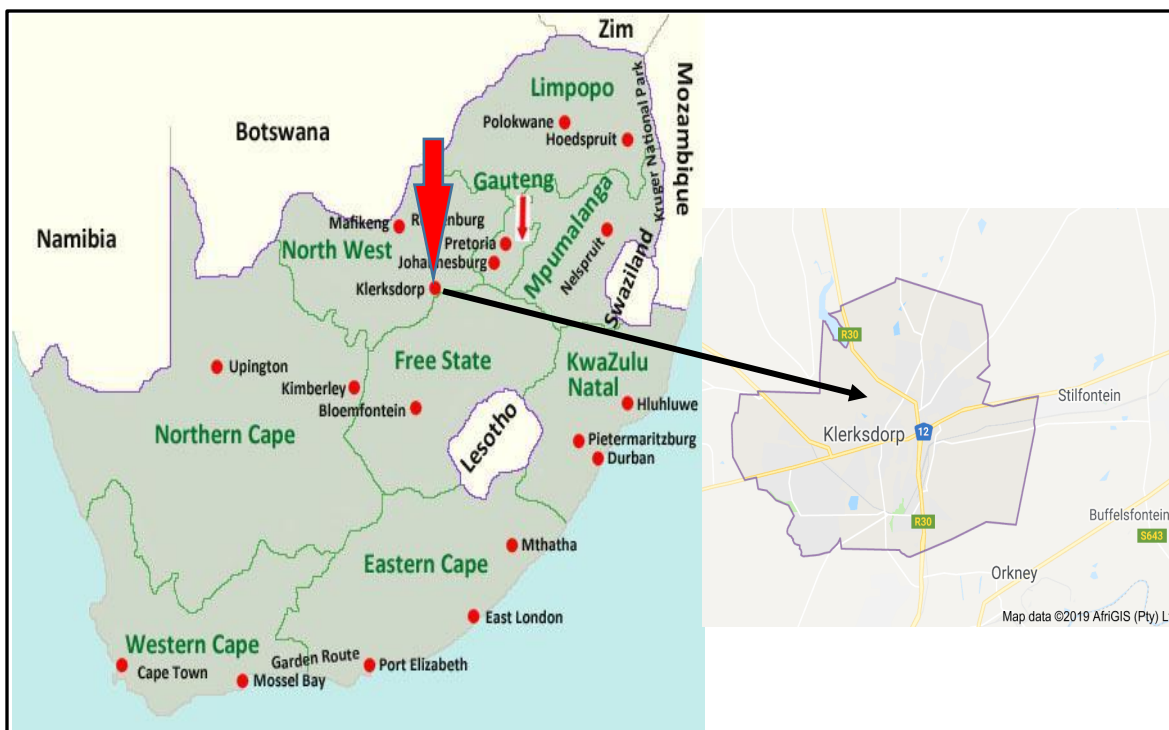 Zim
Mozambique
Kruger National Park
Limpopo
Polokwane
Hoedspruit
Botswana
Gauteng
Mpumalanga
Namibia
Mafikeng
North West
Pretoria
Johannesburg
Nelspruit
Swaziland
Klerksdorp
Free State
KwaZulu
Natal
Upington
Kimberley
Bloemfontein
Hluhluwe
Northern Cape
Lesotho
Pietermaritzburg
Durban
Mthatha
Eastern Cape
East London
Western Cape
Garden Route
Cape Town
Port Elizabeth
Mossel Bay
R30
Stilfontein
Klerksdorp
12
R30
Buffelsfontein
S643
Orkney
Map data ©2019 AfriGIS (Pty) L